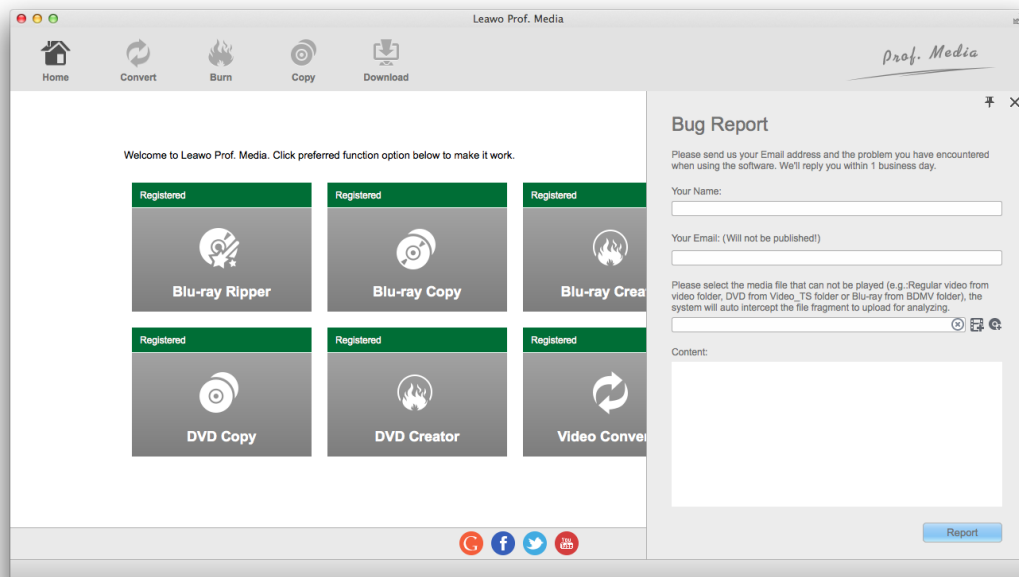 Leawo Prof. Media
Home
Convert
Burn
Copy
Download
Prof. Media
Welcome to Leawo Prof. Media. Click preferred function option below to make it work.
Registered
Registered
Registered
Blu-ray Ripper
Blu-ray Copy
Blu-ray Crea
Registered
Registered
Registered
DVD Copy
DVD Creator
Video Conver
Bug Report
Please send us your Email address and the problem you have encountered
when using the software. We'll reply you within 1 business day.
Your Name:
Your Email: (Will not be published!)
Please select the media file that can not be played (e.g.:Regular video from
video folder, DVD from Video_TS folder or Blu-ray from BDMV folder), the
system will auto intercept the file fragment to upload for analyzing.
Content:
Report
G
f
You
Tube